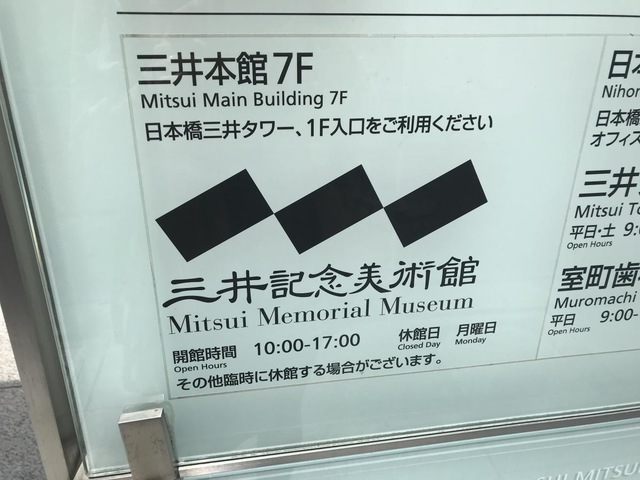 三井本館 7F
Mitsui Main Building 7F
日本橋三井タワー、1F入口をご利用ください
三井記念美術館
Mitsui Memorial Museum
開館時間 10:00-17:00 休館日 月曜日
Open Hours Closed Day Monday
その他臨時に休館する場合がございます。
日本
Nihon
日本橋
オフィス
三井
Mitsui To
平日·土 9:0
Open Hours
室町歯
Muromachi
平日 9:00-
Open Hours
SHI MITSU